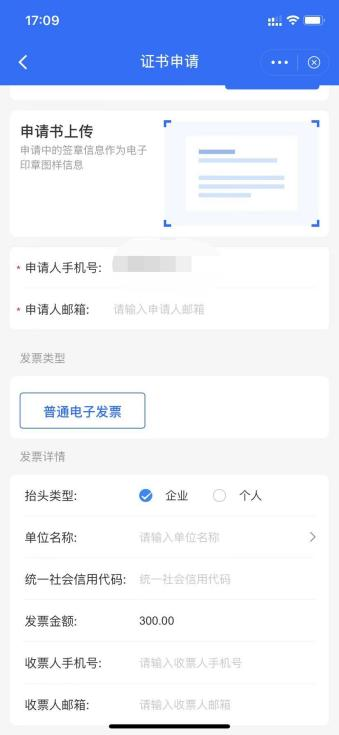 17:09
证书申请
申请书上传
申请中的签章信息作为电子
印章图样信息
* 申请人手机号:
* 申请人邮箱: 请输入申请人邮箱
发票类型
普通电子发票
发票详情
抬头类型: 企业 个人
单位名称: 请输入单位名称
统一社会信用代码: 统一社会信用代码
发票金额: 300.00
收票人手机号: 请输入收票人手机号
收票人邮箱: 请输入收票人邮箱